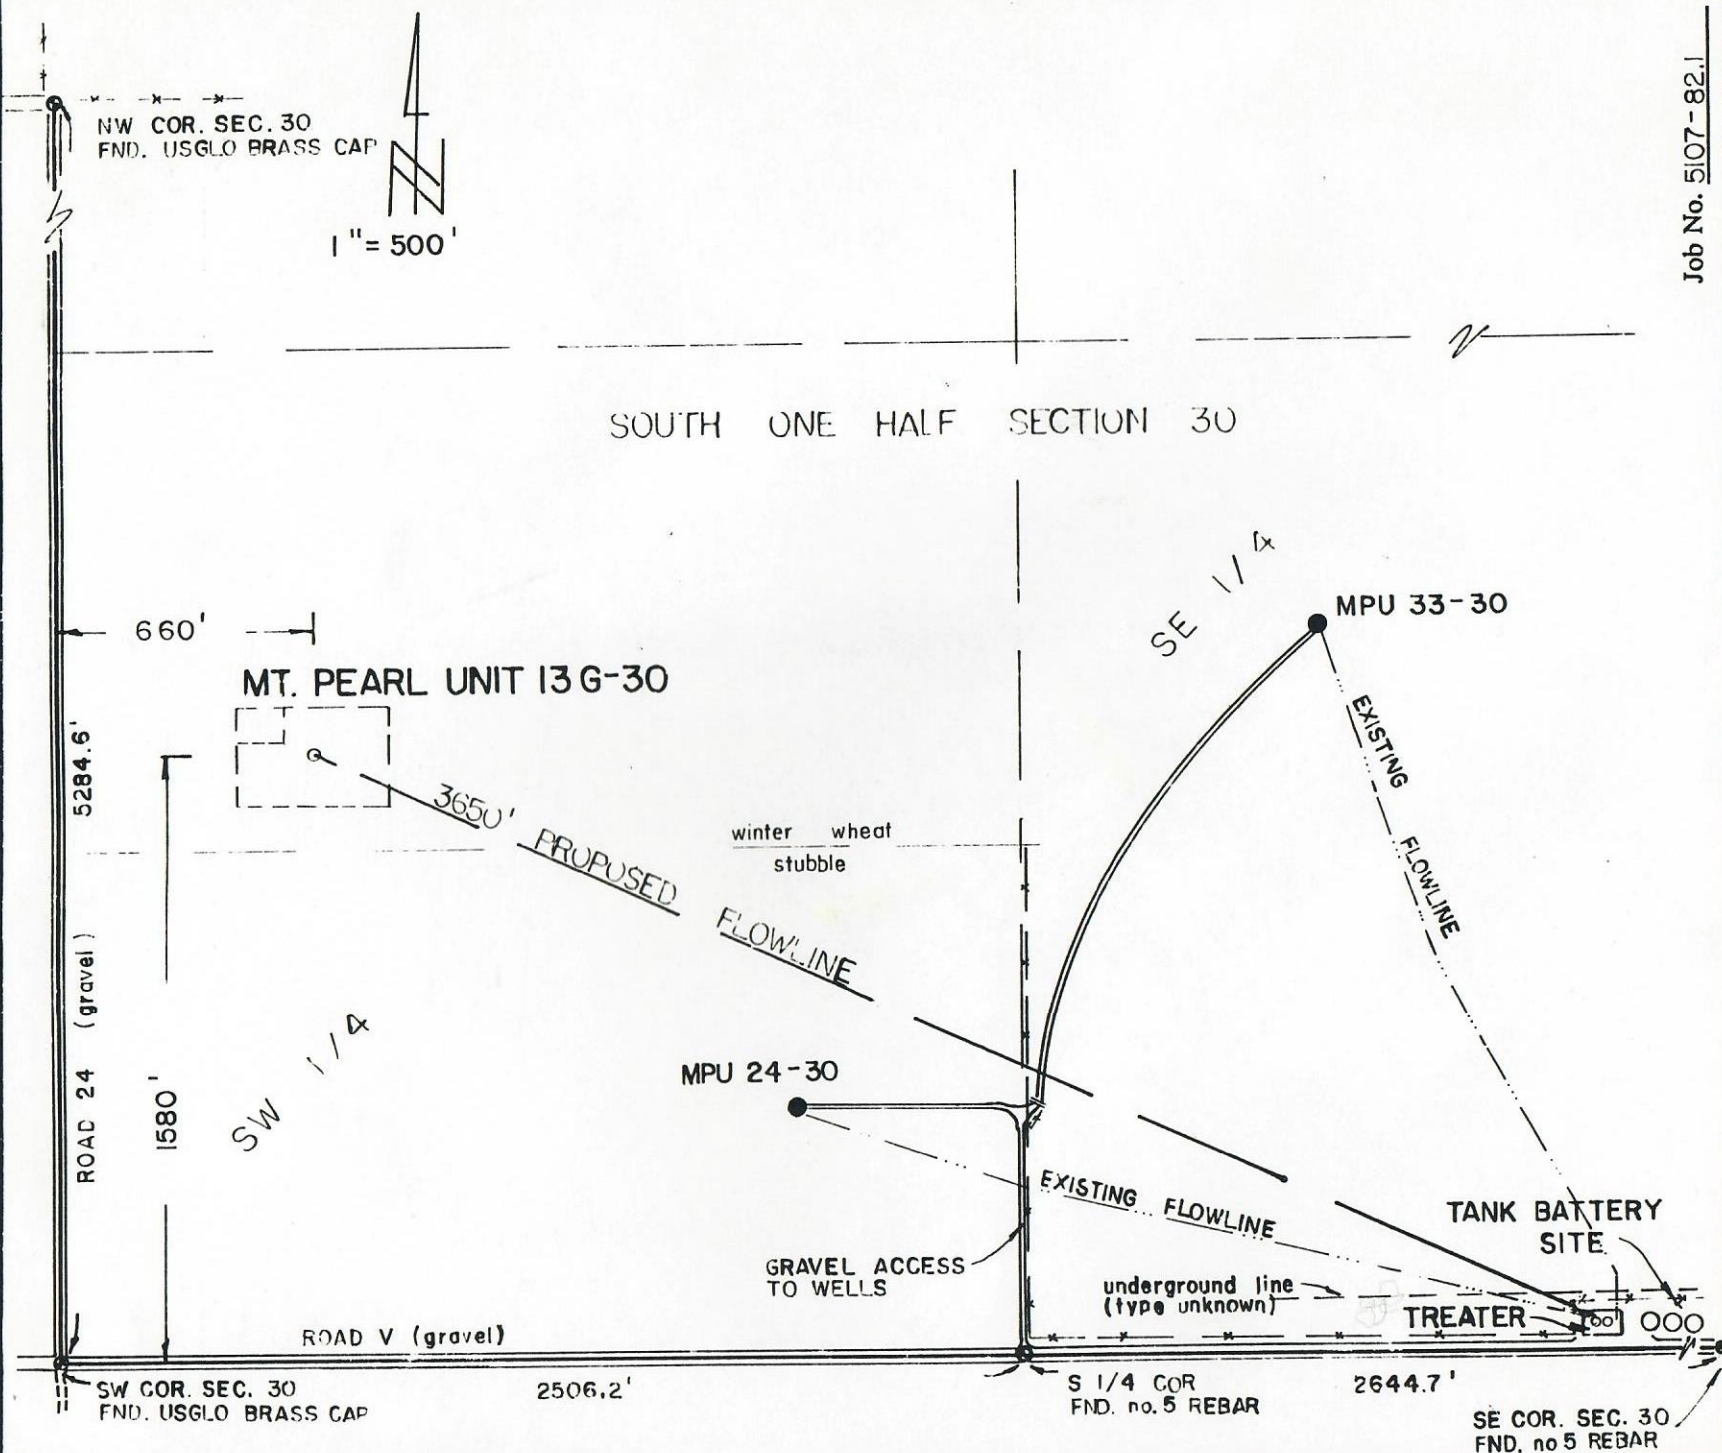 Job No. 5107-82.1
NW COR. SEC. 30
FND. USGLO BRASS CAP
N
1" = 500'
SOUTH ONE HALF SECTION 30
SE 1/4
MPU 33-30
660'
MT. PEARL UNIT 13G-30
EXISTING FLOWLINE
5284.6'
3650' PROPOSED FLOWLINE
winter wheat
stubble
ROAD 24 (gravel)
1580'
SW 1/4
MPU 24-30
EXISTING FLOWLINE
TANK BATTERY
SITE
GRAVEL ACCESS
TO WELLS
underground line
(type unknown)
TREATER
ROAD V (gravel)
SW COR. SEC. 30
FND. USGLO BRASS CAP
2506.2'
S 1/4 COR
FND. no. 5 REBAR
2644.7'
SE COR. SEC. 30
FND. no 5 REBAR